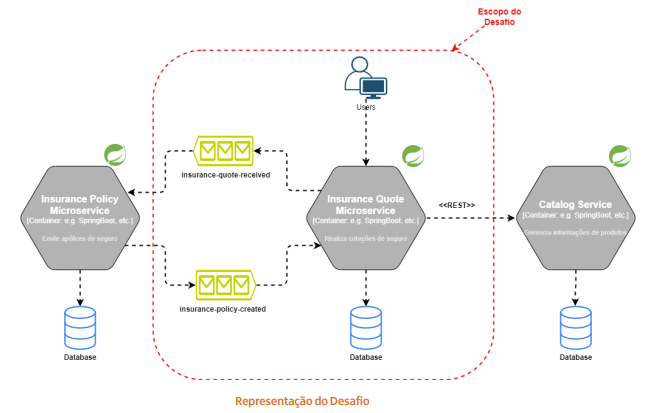 Escopo do
Desafio
Users
insurance-quote-received
Insurance Policy
Microservice
[Container: e.g. SpringBoot, etc.]
Emite apólices de seguro
Insurance Quote
Microservice
[Container: e.g. SpringBoot, etc.]
Realiza cotações de seguro
<<REST>>
Catalog Service
[Container: e.g. SpringBoot, etc.]
Gerencia informações de produtos
insurance-policy-created
Database
Database
Database
Representação do Desafio